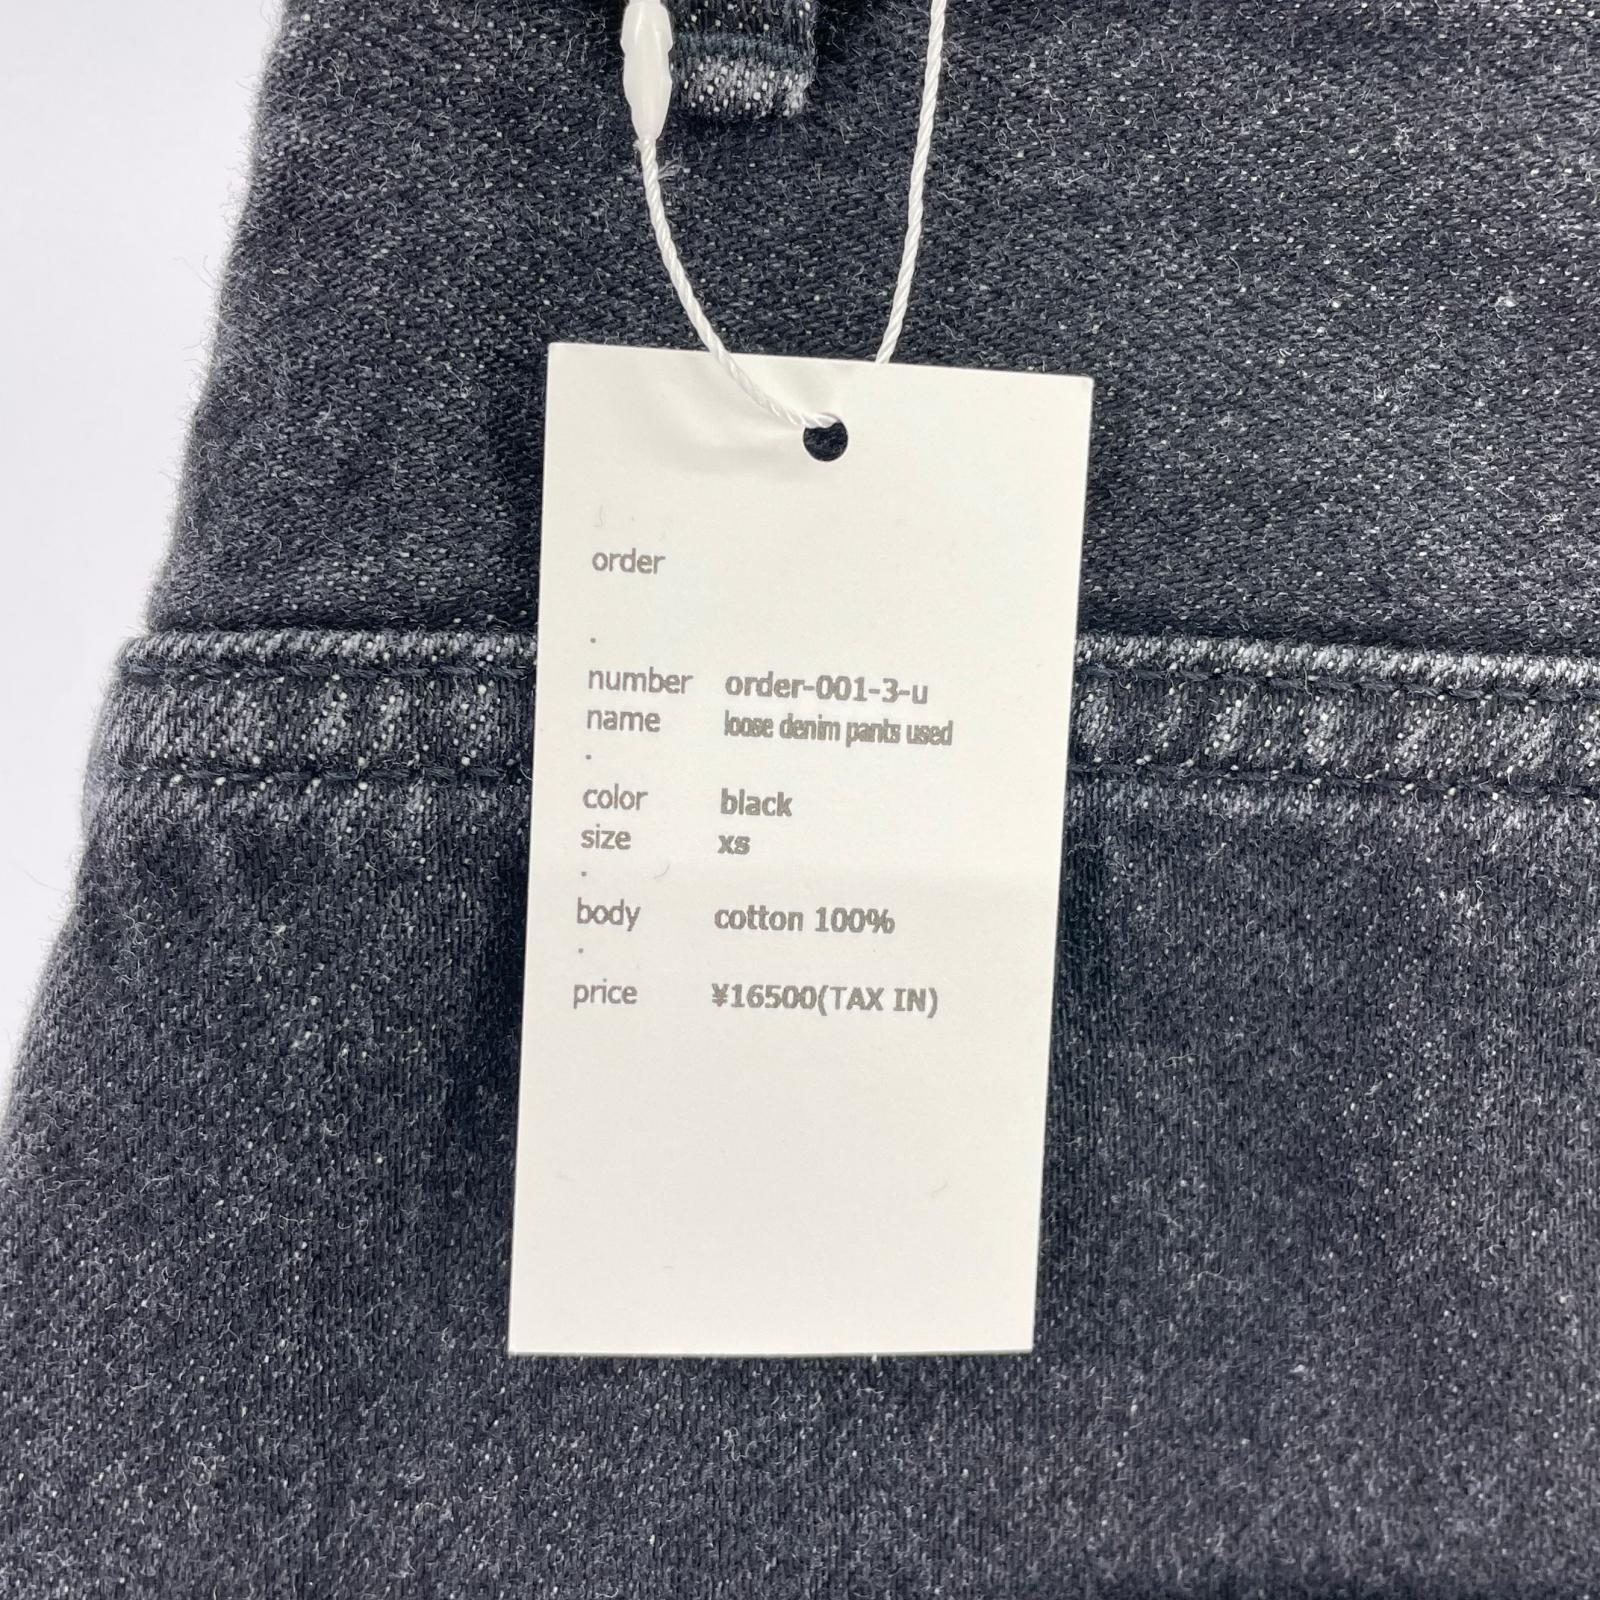 order
.
number order-001-3-u
name loose denim pants used
.
color black
size xs
.
body cotton 100%
.
price ¥16500(TAX IN)